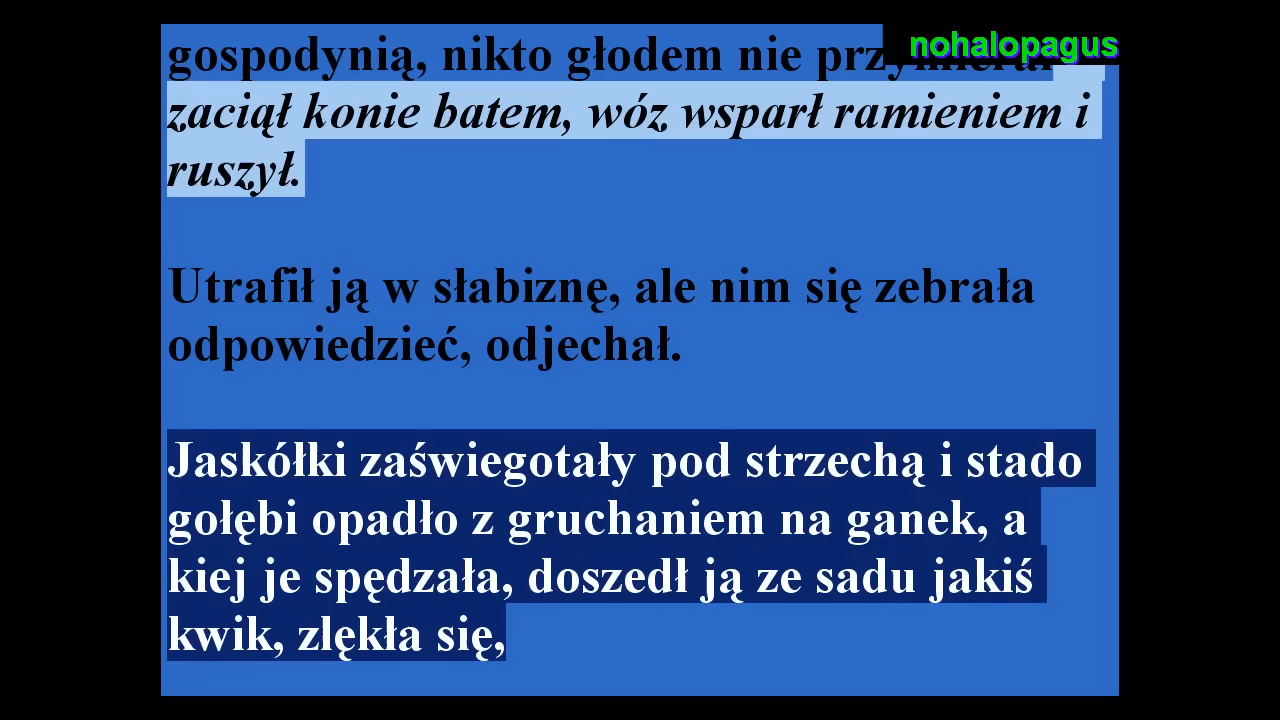 nohalopagus
gospodynią, nikto głodem nie
zaciął konie batem, wóz wsparł ramieniem i
ruszył.
Utrafił ją w słabiznę, ale nim się zebrała
odpowiedzieć, odjechał.
Jaskółki zaświegotały pod strzechą i stado
gołębi opadło z gruchaniem na ganek, a
kiej je spędzała, doszedł ją ze sadu jakiś
kwik, zlękła się,